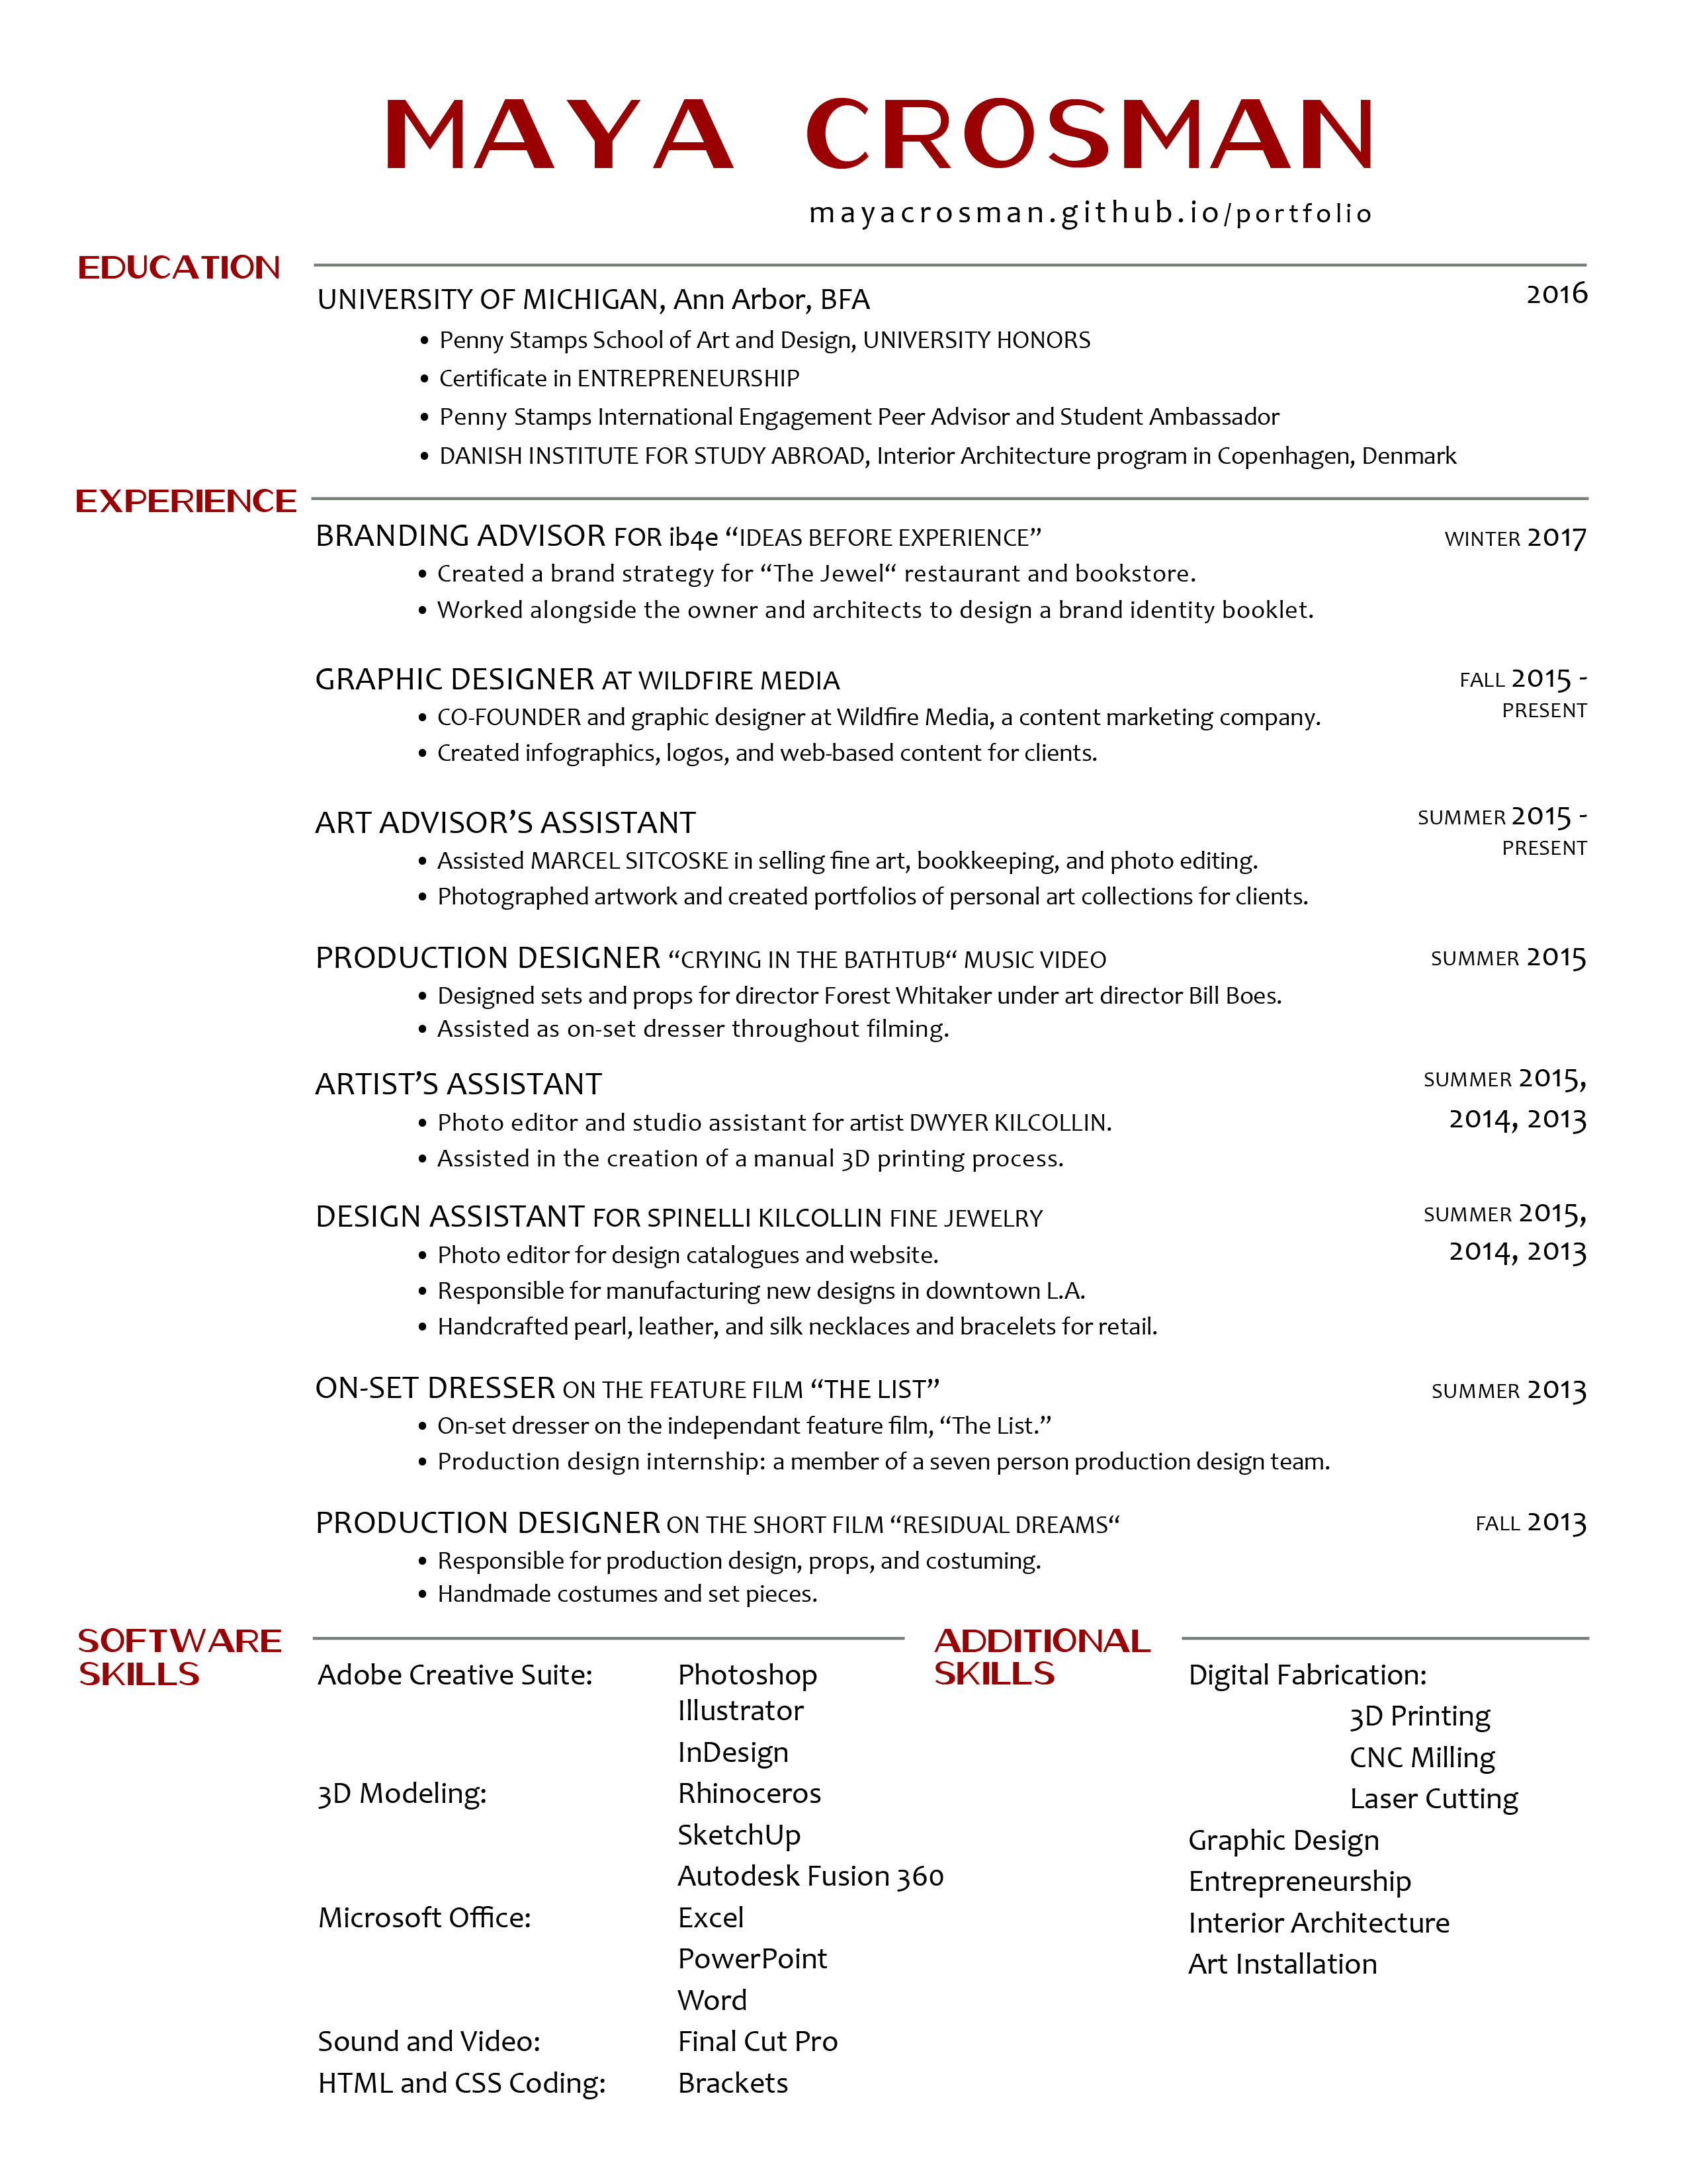 MAYA CROSMAN
mayacrosman.github.io/portfolio
EDUCATION
UNIVERSITY OF MICHIGAN, Ann Arbor, BFA 2016
• Penny Stamps School of Art and Design, UNIVERSITY HONORS
• Certificate in ENTREPRENEURSHIP
• Penny Stamps International Engagement Peer Advisor and Student Ambassador
• DANISH INSTITUTE FOR STUDY ABROAD, Interior Architecture program in Copenhagen, Denmark
EXPERIENCE
BRANDING ADVISOR FOR ib4e “IDEAS BEFORE EXPERIENCE” WINTER 2017
• Created a brand strategy for “The Jewel“ restaurant and bookstore.
• Worked alongside the owner and architects to design a brand identity booklet.
GRAPHIC DESIGNER AT WILDFIRE MEDIA FALL 2015 -
PRESENT
• CO-FOUNDER and graphic designer at Wildfire Media, a content marketing company.
• Created infographics, logos, and web-based content for clients.
ART ADVISOR’S ASSISTANT SUMMER 2015 -
PRESENT
• Assisted MARCEL SITCOSKE in selling fine art, bookkeeping, and photo editing.
• Photographed artwork and created portfolios of personal art collections for clients.
PRODUCTION DESIGNER “CRYING IN THE BATHTUB“ MUSIC VIDEO SUMMER 2015
• Designed sets and props for director Forest Whitaker under art director Bill Boes.
• Assisted as on-set dresser throughout filming.
ARTIST’S ASSISTANT SUMMER 2015,
2014, 2013
• Photo editor and studio assistant for artist DWYER KILCOLLIN.
• Assisted in the creation of a manual 3D printing process.
DESIGN ASSISTANT FOR SPINELLI KILCOLLIN FINE JEWELRY SUMMER 2015,
2014, 2013
• Photo editor for design catalogues and website.
• Responsible for manufacturing new designs in downtown L.A.
• Handcrafted pearl, leather, and silk necklaces and bracelets for retail.
ON-SET DRESSER ON THE FEATURE FILM “THE LIST” SUMMER 2013
• On-set dresser on the independant feature film, “The List.”
• Production design internship: a member of a seven person production design team.
PRODUCTION DESIGNER ON THE SHORT FILM “RESIDUAL DREAMS“ FALL 2013
• Responsible for production design, props, and costuming.
• Handmade costumes and set pieces.
SOFTWARE
SKILLS
Adobe Creative Suite: Photoshop
Illustrator
InDesign
3D Modeling: Rhinoceros
SketchUp
Autodesk Fusion 360
Microsoft Office: Excel
PowerPoint
Word
Sound and Video: Final Cut Pro
HTML and CSS Coding: Brackets
ADDITIONAL
SKILLS
Digital Fabrication:
3D Printing
CNC Milling
Laser Cutting
Graphic Design
Entrepreneurship
Interior Architecture
Art Installation